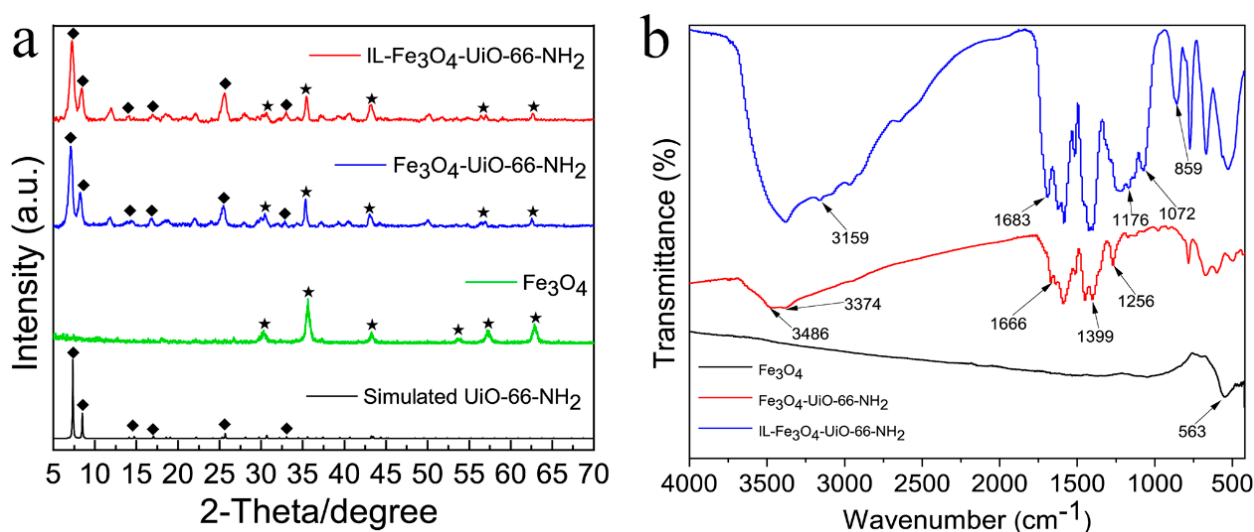 a
IL-Fe3O4-UiO-66-NH2
Fe3O4-UiO-66-NH2
Fe3O4
Simulated UiO-66-NH2
Intensity (a.u.)
5 10 15 20 25 30 35 40 45 50 55 60 65 70
2-Theta/degree
b
Transmittance (%)
859
3159
1683
1176
1072
3486
3374
1666
1399
1256
563
Fe3O4
Fe3O4-UiO-66-NH2
IL-Fe3O4-UiO-66-NH2
4000 3500 3000 2500 2000 1500 1000 500
Wavenumber (cm-1)